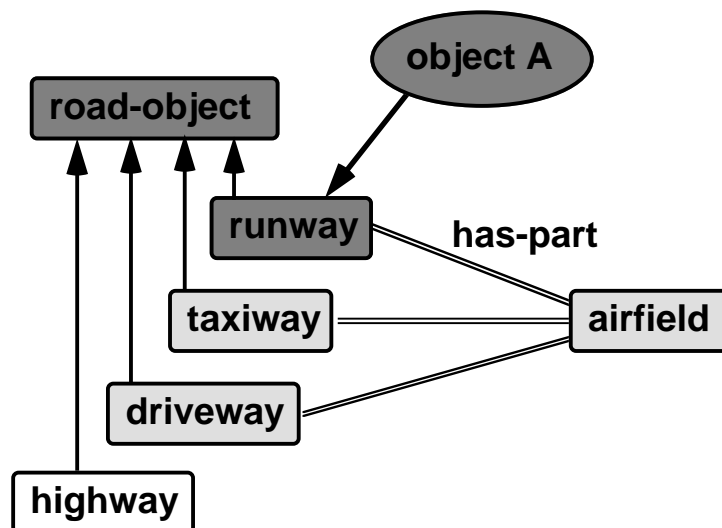 object A
road-object
runway
has-part
taxiway
airfield
driveway
highway